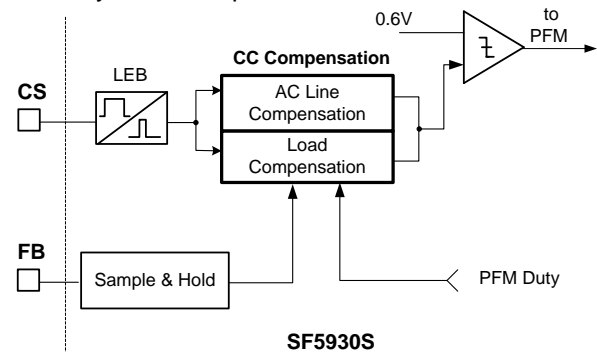 0.6V
to
PFM
CC Compensation
LEB
CS
AC Line
Compensation
Load
Compensation
FB
Sample & Hold
PFM Duty
SF5930S